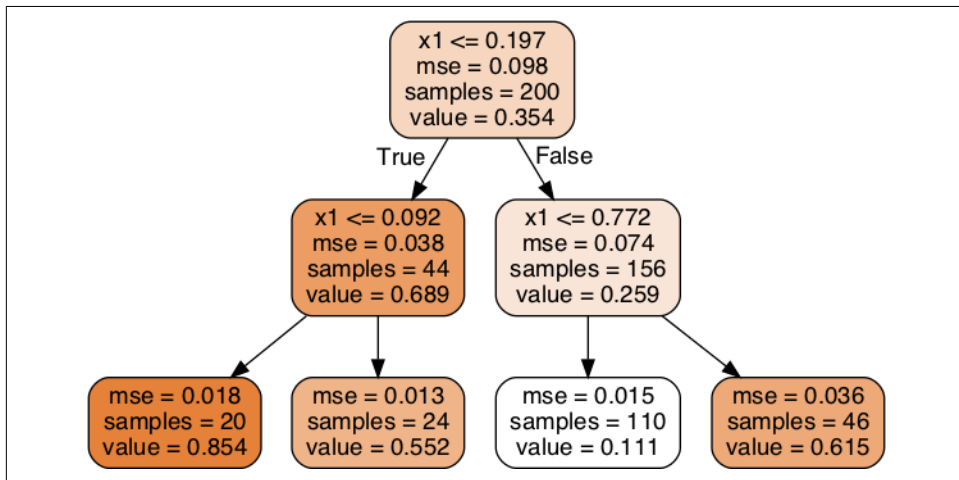 x1 <= 0.197
mse = 0.098
samples = 200
value = 0.354
True
False
x1 <= 0.092
mse = 0.038
samples = 44
value = 0.689
x1 <= 0.772
mse = 0.074
samples = 156
value = 0.259
mse = 0.018
samples = 20
value = 0.854
mse = 0.013
samples = 24
value = 0.552
mse = 0.015
samples = 110
value = 0.111
mse = 0.036
samples = 46
value = 0.615